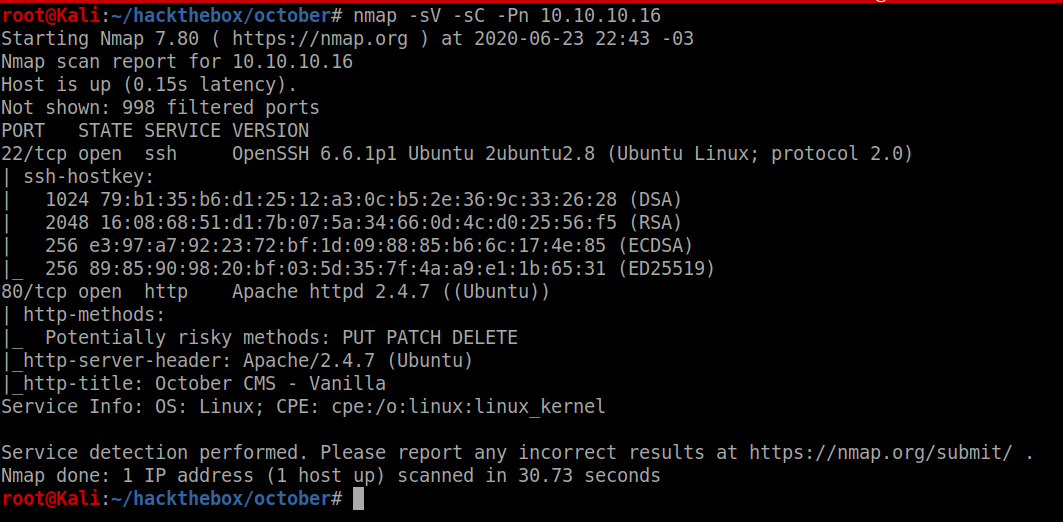 root@Kali:~/hackthebox/october# nmap -sV -sC -Pn 10.10.10.16
Starting Nmap 7.80 ( https://nmap.org ) at 2020-06-23 22:43 -03
Nmap scan report for 10.10.10.16
Host is up (0.15s latency).
Not shown: 998 filtered ports
PORT   STATE SERVICE VERSION
22/tcp open  ssh     OpenSSH 6.6.1p1 Ubuntu 2ubuntu2.8 (Ubuntu Linux; protocol 2.0)
| ssh-hostkey:
|   1024 79:b1:35:b6:d1:25:12:a3:0c:b5:2e:36:9c:33:26:28 (DSA)
|   2048 16:08:68:51:d1:7b:07:5a:34:66:0d:4c:d0:25:56:f5 (RSA)
|   256 e3:97:a7:92:23:72:bf:1d:09:88:85:b6:6c:17:4e:85 (ECDSA)
|_  256 89:85:90:98:20:bf:03:5d:35:7f:4a:a9:e1:1b:65:31 (ED25519)
80/tcp open  http    Apache httpd 2.4.7 ((Ubuntu))
| http-methods:
|_  Potentially risky methods: PUT PATCH DELETE
|_http-server-header: Apache/2.4.7 (Ubuntu)
|_http-title: October CMS - Vanilla
Service Info: OS: Linux; CPE: cpe:/o:linux:linux_kernel

Service detection performed. Please report any incorrect results at https://nmap.org/submit/ .
Nmap done: 1 IP address (1 host up) scanned in 30.73 seconds
root@Kali:~/hackthebox/october#